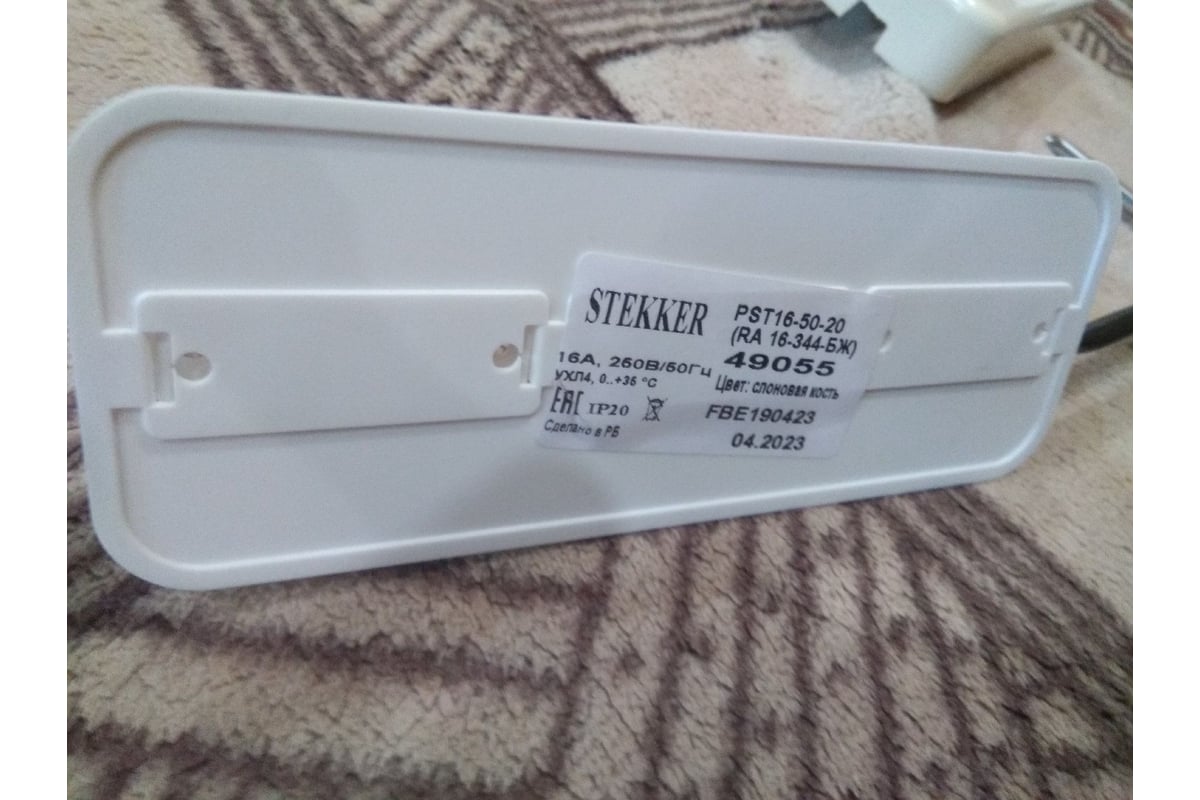 STEKKER
PST16-50-20
(RA 16-344-БЖ)
49055
16А, 250В/50Гц
Цвет: слоновая кость
УХЛ4, 0..+35 °С
EAC IP20
FBE190423
Сделано в РБ
04.2023